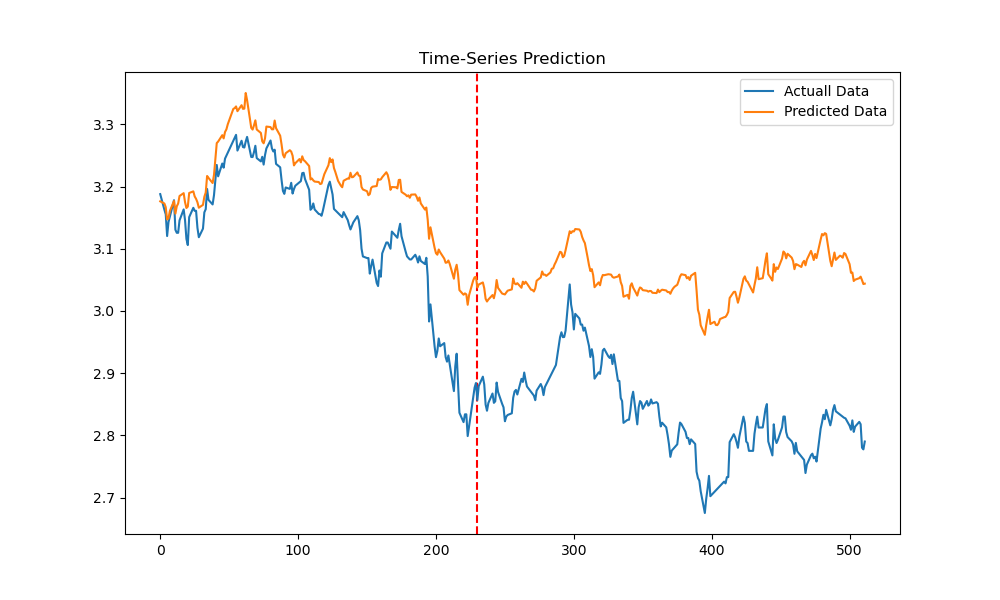 Time-Series Prediction
Actuall Data
Predicted Data
3.3
3.2
3.1
3.0
2.9
2.8
2.7
0 100 200 300 400 500